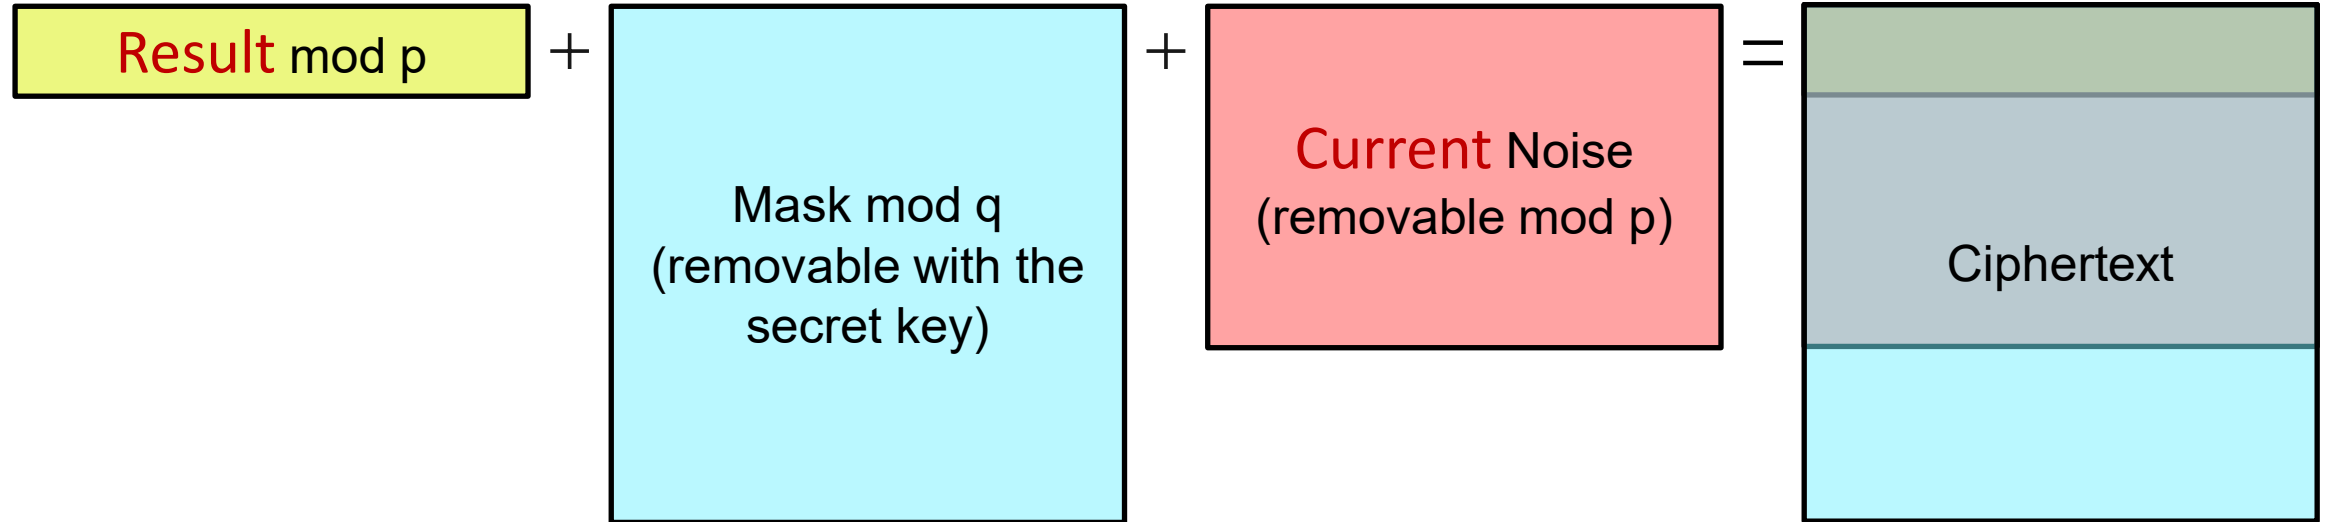 Result mod p
+
Mask mod q
(removable with the
secret key)
+
Current Noise
(removable mod p)
=
Ciphertext